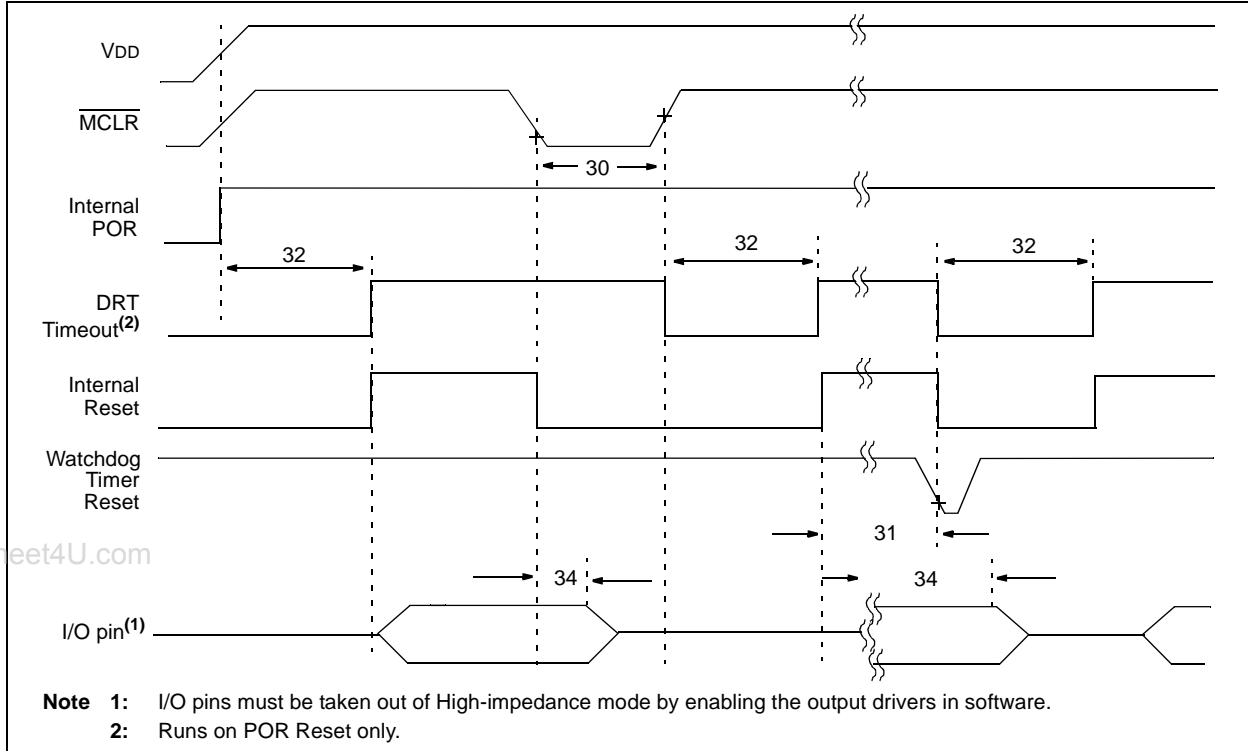 VDD
MCLR
30
Internal
POR
32
32
32
DRT
Timeout(2)
Internal
Reset
Watchdog
Timer
Reset
31
neet4U.com
34
34
I/O pin(1)
Note 1: I/O pins must be taken out of High-impedance mode by enabling the output drivers in software.
2: Runs on POR Reset only.